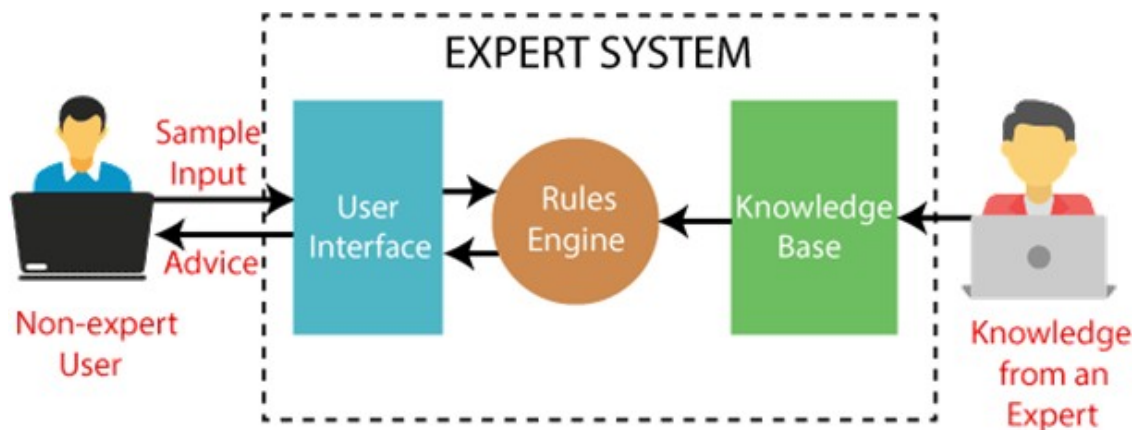 EXPERT SYSTEM
Sample
Input
Advice
Non-expert
User
User
Interface
Rules
Engine
Knowledge
Base
Knowledge
from an
Expert